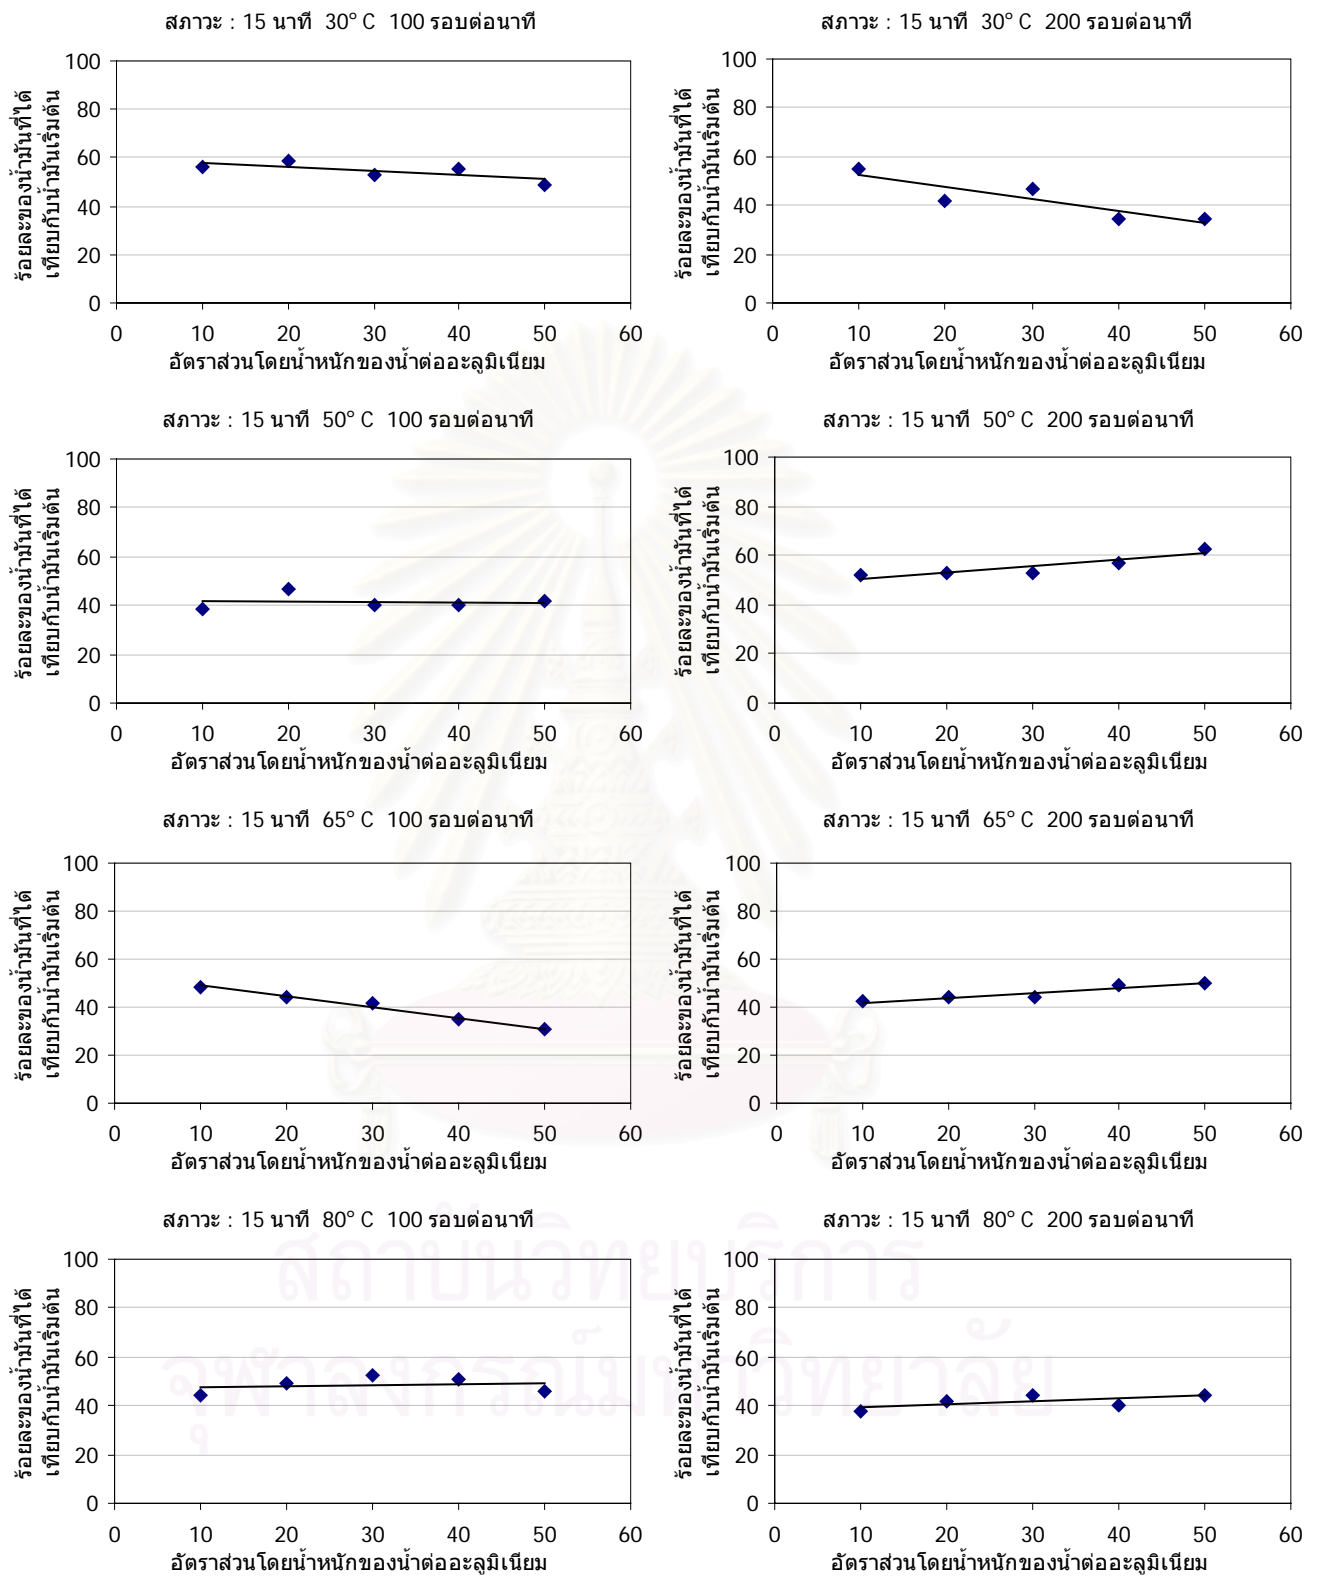 สภาวะ : 15 นาที 30° C 100 รอบต่อนาที
ร้อยละของน้ำมันที่ได้
เทียบกับน้ำมันเริ่มต้น
100
80
60
40
20
0
0 10 20 30 40 50 60
อัตราส่วนโดยน้ำหนักของน้ำต่ออะลูมิเนียม
สภาวะ : 15 นาที 30° C 200 รอบต่อนาที
ร้อยละของน้ำมันที่ได้
เทียบกับน้ำมันเริ่มต้น
100
80
60
40
20
0
0 10 20 30 40 50 60
อัตราส่วนโดยน้ำหนักของน้ำต่ออะลูมิเนียม
สภาวะ : 15 นาที 50° C 100 รอบต่อนาที
ร้อยละของน้ำมันที่ได้
เทียบกับน้ำมันเริ่มต้น
100
80
60
40
20
0
0 10 20 30 40 50 60
อัตราส่วนโดยน้ำหนักของน้ำต่ออะลูมิเนียม
สภาวะ : 15 นาที 50° C 200 รอบต่อนาที
ร้อยละของน้ำมันที่ได้
เทียบกับน้ำมันเริ่มต้น
100
80
60
40
20
0
0 10 20 30 40 50 60
อัตราส่วนโดยน้ำหนักของน้ำต่ออะลูมิเนียม
สภาวะ : 15 นาที 65° C 100 รอบต่อนาที
ร้อยละของน้ำมันที่ได้
เทียบกับน้ำมันเริ่มต้น
100
80
60
40
20
0
0 10 20 30 40 50 60
อัตราส่วนโดยน้ำหนักของน้ำต่ออะลูมิเนียม
สภาวะ : 15 นาที 65° C 200 รอบต่อนาที
ร้อยละของน้ำมันที่ได้
เทียบกับน้ำมันเริ่มต้น
100
80
60
40
20
0
0 10 20 30 40 50 60
อัตราส่วนโดยน้ำหนักของน้ำต่ออะลูมิเนียม
สภาวะ : 15 นาที 80° C 100 รอบต่อนาที
ร้อยละของน้ำมันที่ได้
เทียบกับน้ำมันเริ่มต้น
100
80
60
40
20
0
0 10 20 30 40 50 60
อัตราส่วนโดยน้ำหนักของน้ำต่ออะลูมิเนียม
สภาวะ : 15 นาที 80° C 200 รอบต่อนาที
ร้อยละของน้ำมันที่ได้
เทียบกับน้ำมันเริ่มต้น
100
80
60
40
20
0
0 10 20 30 40 50 60
อัตราส่วนโดยน้ำหนักของน้ำต่ออะลูมิเนียม
สถาบันวิทยบริการ
จุฬาลงกรณ์มหาวิทยาลัย